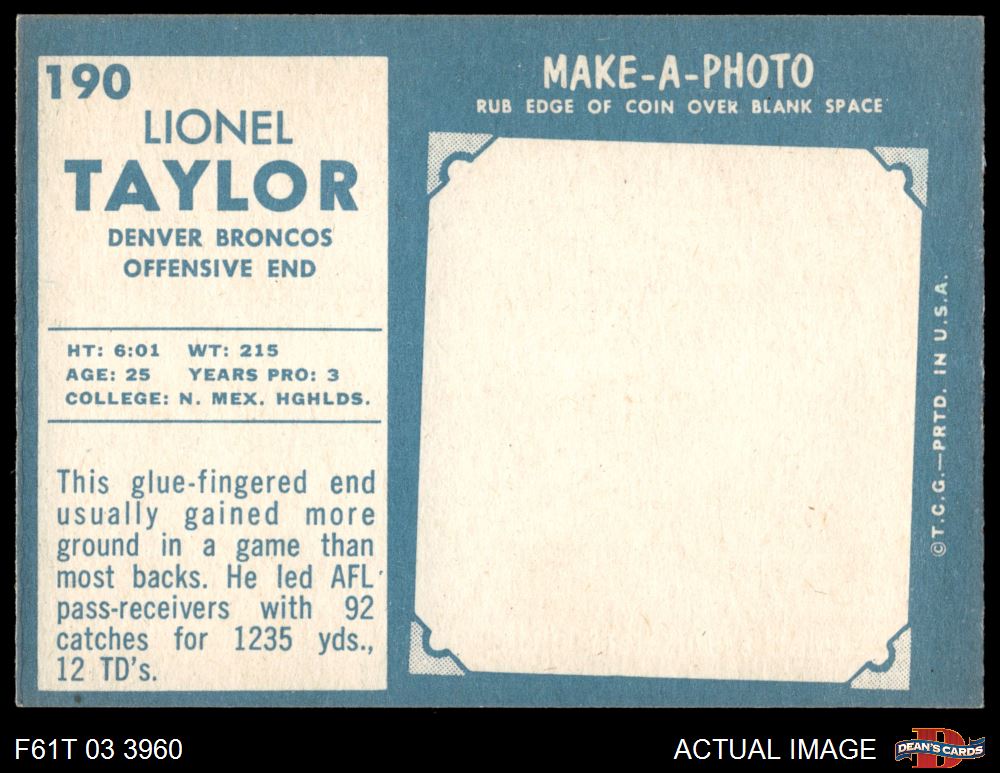 190
LIONEL
TAYLOR
DENVER BRONCOS
OFFENSIVE END
HT: 6:01 WT: 215
AGE: 25 YEARS PRO: 3
COLLEGE: N. MEX. HGHLDS.
This glue-fingered end
usually gained more
ground in a game than
most backs. He led AFL
pass-receivers with 92
catches for 1235 yds.,
12 TD's.
MAKE-A-PHOTO
RUB EDGE OF COIN OVER BLANK SPACE
©T.C.G.—PRTD. IN U.S.A.
F61T 03 3960
ACTUAL IMAGE
D
DEAN'S CARDS